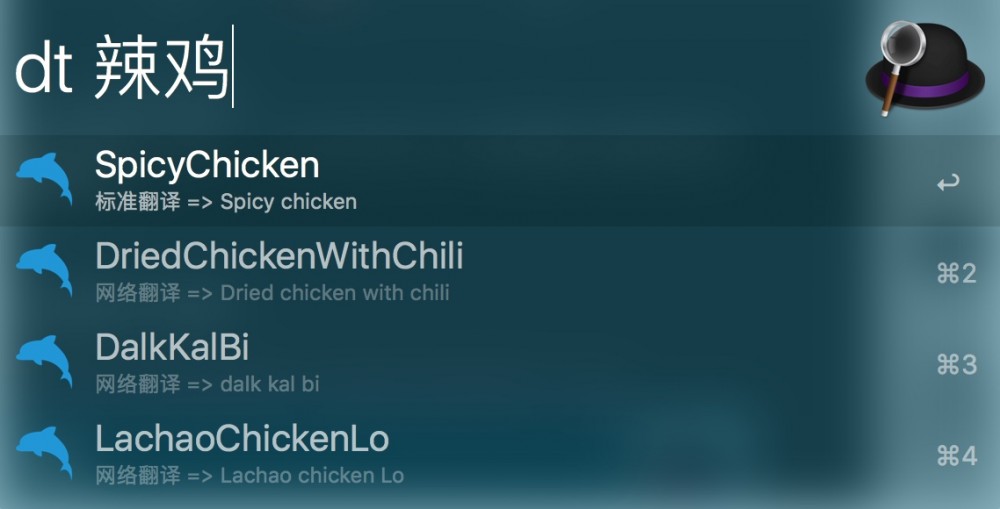 dt 辣鸡
SpicyChicken
标准翻译 => Spicy chicken
↩
DriedChickenWithChili
网络翻译 => Dried chicken with chili
⌘2
DalkKalBi
网络翻译 => dalk kal bi
⌘3
LachaoChickenLo
网络翻译 => Lachao chicken Lo
⌘4